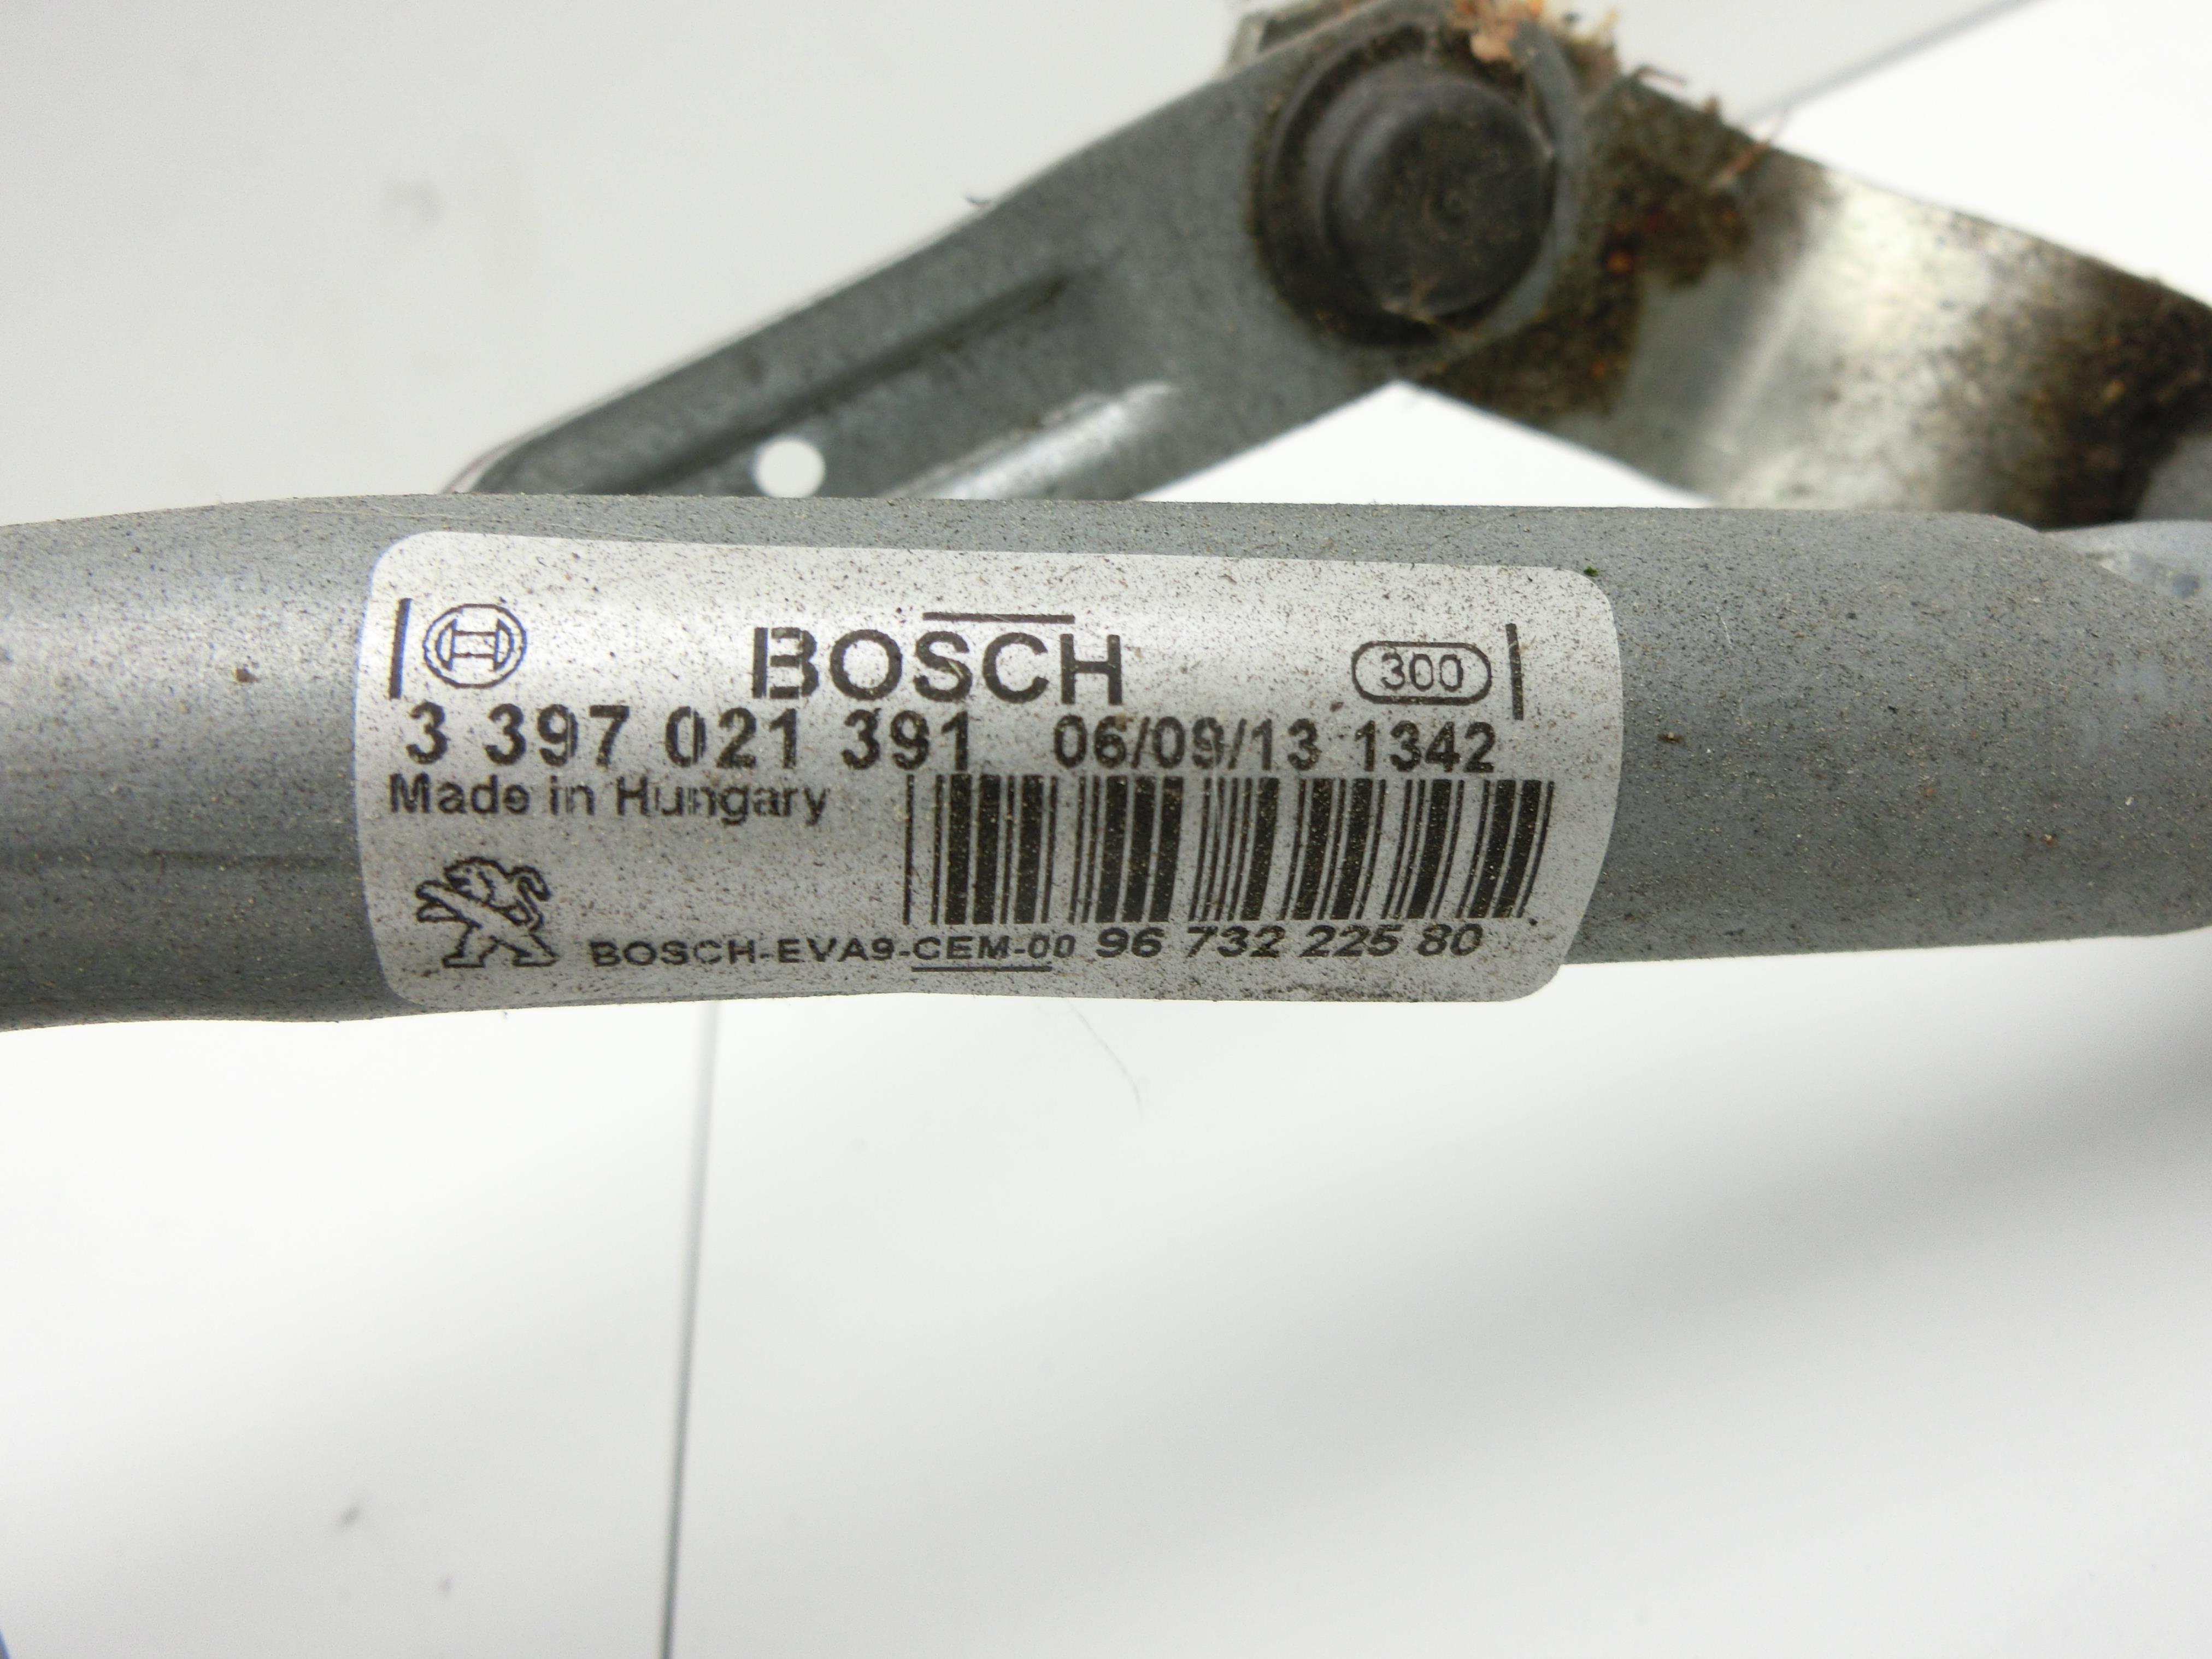 BOSCH 300
3 397 021 391 06/09/13 1342
Made in Hungary
BOSCH-EVA9-CEM-00 96 732 225 80